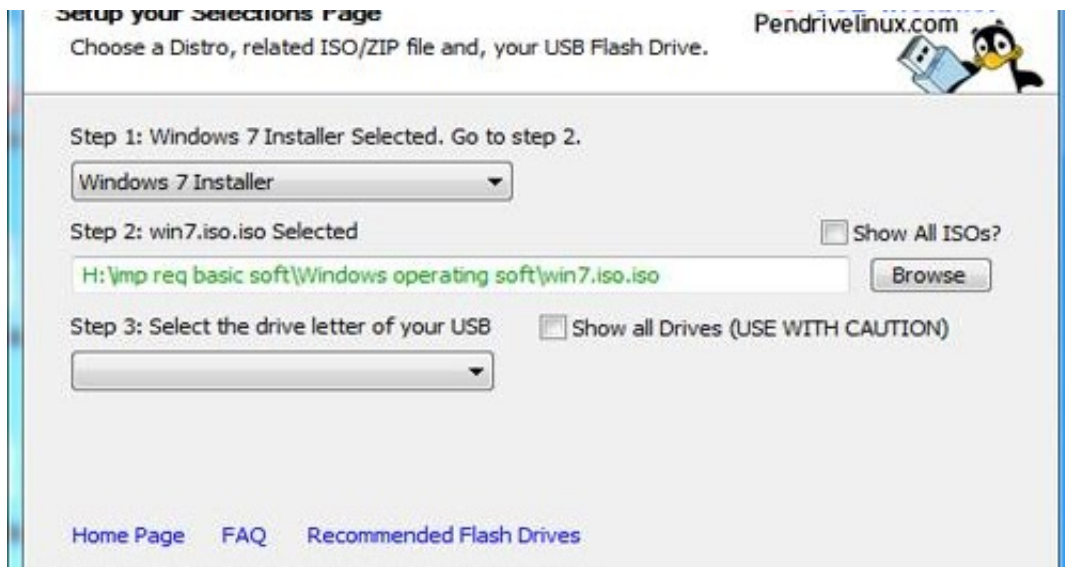 Setup your Selections Page
Choose a Distro, related ISO/ZIP file and, your USB Flash Drive.
Pendrivelinux.com
Step 1: Windows 7 Installer Selected. Go to step 2.
Windows 7 Installer
Step 2: win7.iso.iso Selected
Show All ISOs?
H:\imp req basic soft\Windows operating soft\win7.iso.iso
Browse
Step 3: Select the drive letter of your USB
Show all Drives (USE WITH CAUTION)
Home Page FAQ Recommended Flash Drives